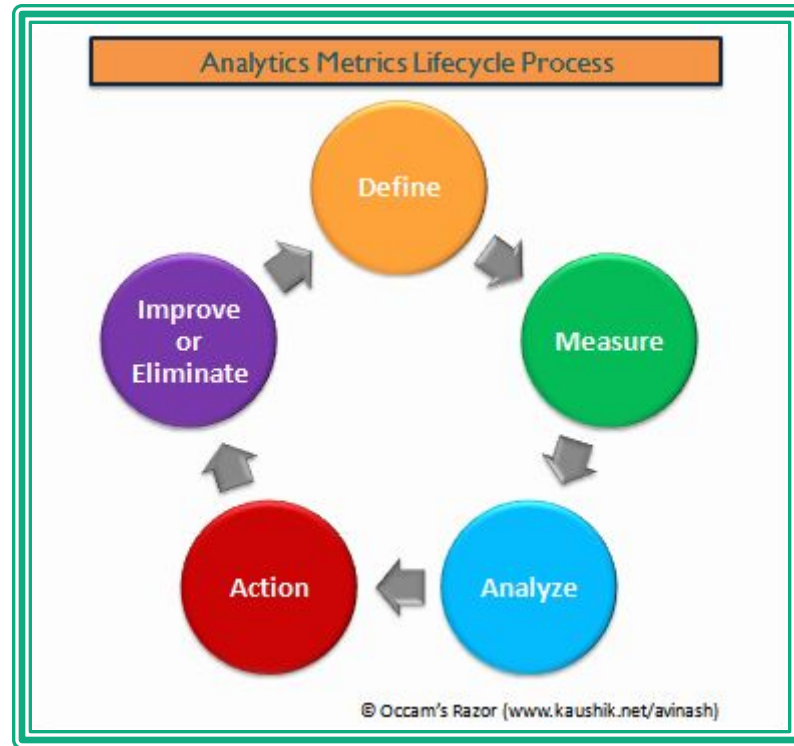 Analytics Metrics Lifecycle Process
Define
Measure
Analyze
Action
Improve
or
Eliminate
© Occam's Razor (www.kaushik.net/avinash)